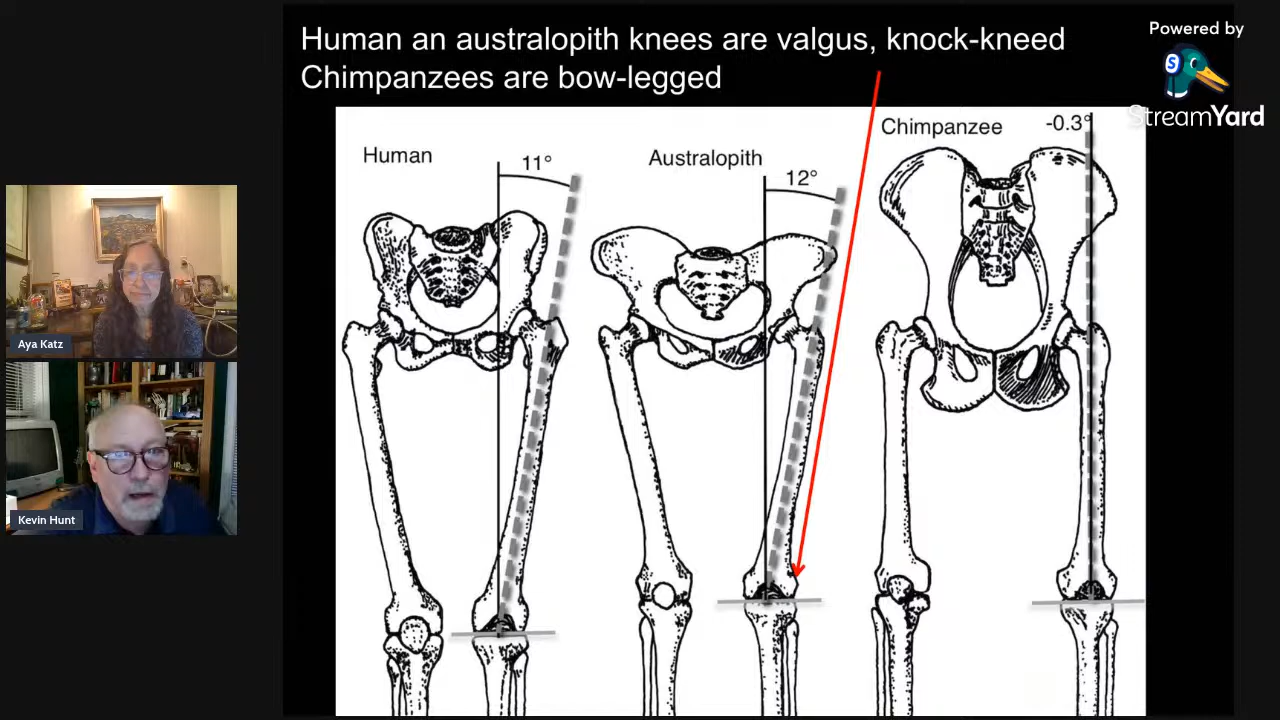 Human an australopith knees are valgus, knock-kneed
Chimpanzees are bow-legged
Powered by
S
StreamYard
Human
11°
Australopith
12°
Chimpanzee
-0.3°
Aya Katz
Kevin Hunt